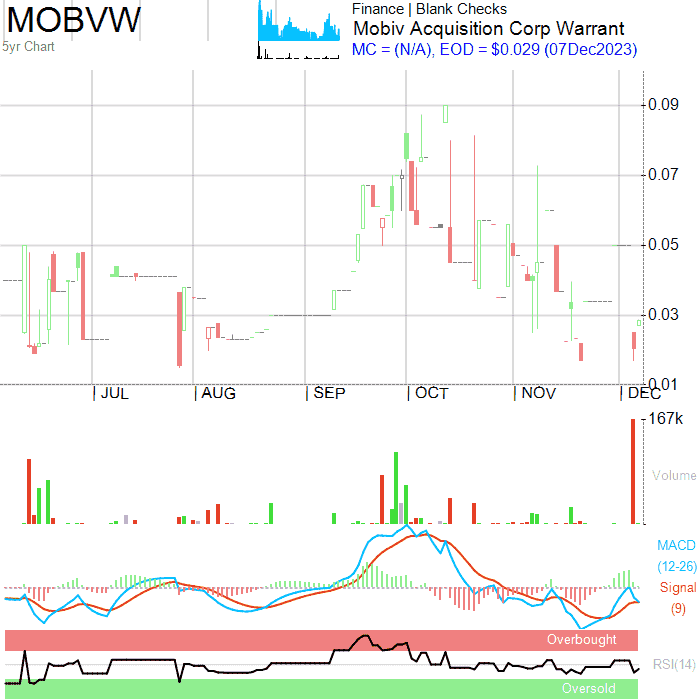 MOBVW
5yr Chart
Finance | Blank Checks
Mobiv Acquisition Corp Warrant
MC = (N/A), EOD = $0.029 (07Dec2023)
0.09
0.07
0.05
0.03
0.01
| JUL | AUG | SEP | OCT | NOV | DEC
167k
Volume
MACD
(12-26)
Signal
(9)
Overbought
RSI(14)
Oversold